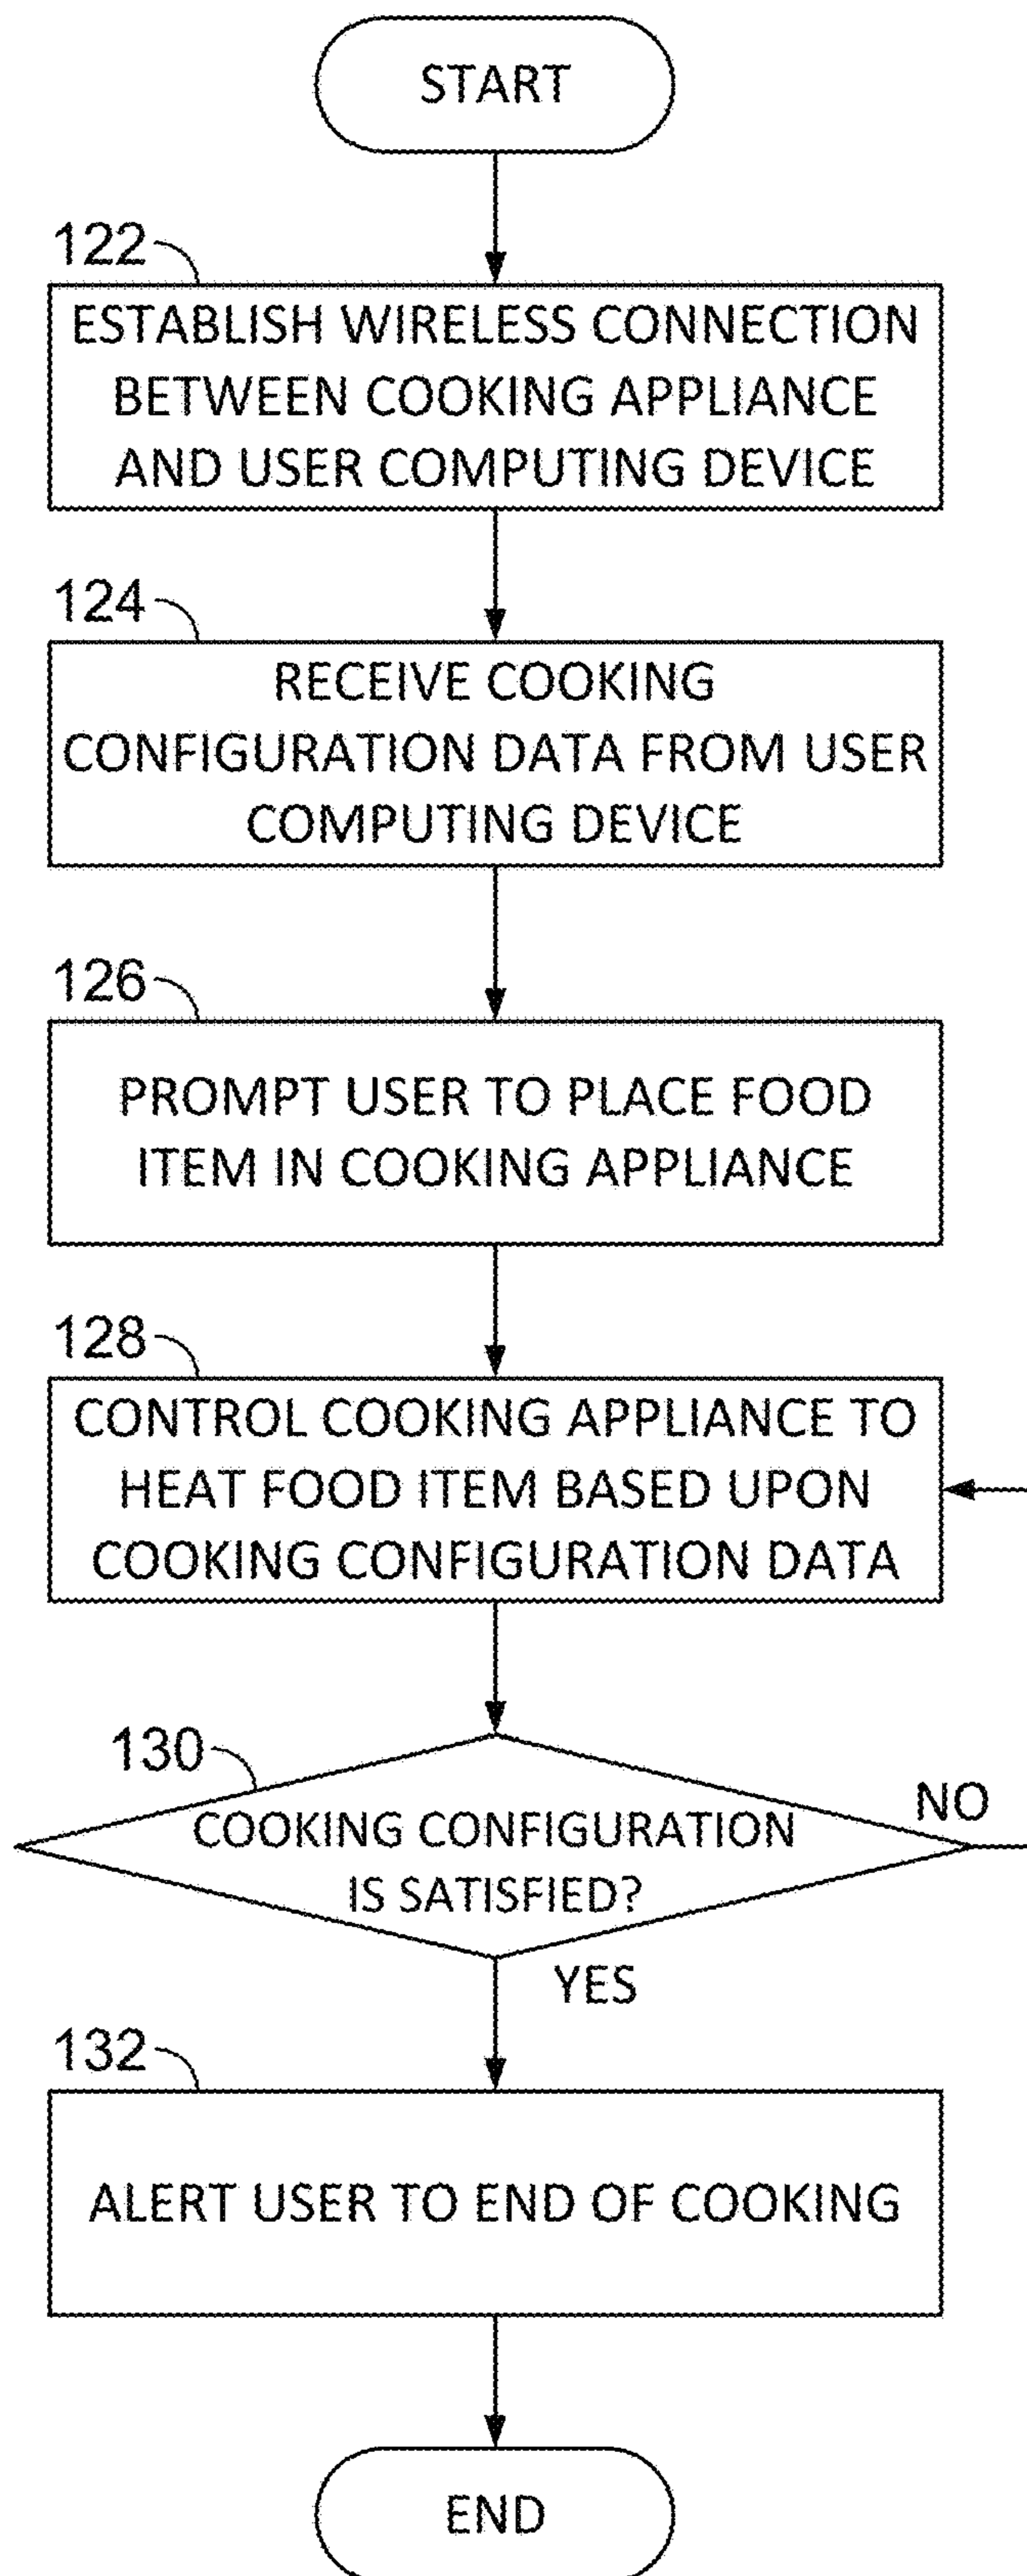 START
122
ESTABLISH WIRELESS CONNECTION
BETWEEN COOKING APPLIANCE
AND USER COMPUTING DEVICE
124
RECEIVE COOKING
CONFIGURATION DATA FROM USER
COMPUTING DEVICE
126
PROMPT USER TO PLACE FOOD
ITEM IN COOKING APPLIANCE
128
CONTROL COOKING APPLIANCE TO
HEAT FOOD ITEM BASED UPON
COOKING CONFIGURATION DATA
130
COOKING CONFIGURATION
IS SATISFIED?
NO
YES
132
ALERT USER TO END OF COOKING
END